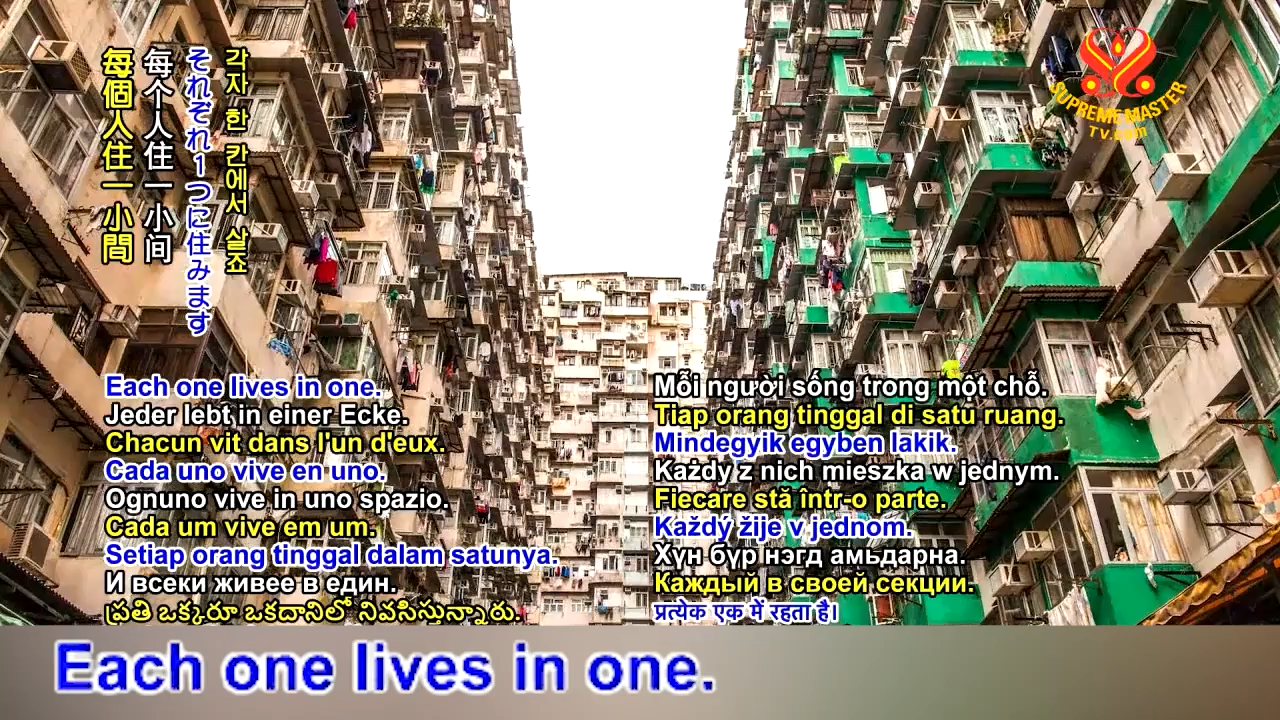 每個人住一小間
每个人住一小间
それぞれ1つに住みます
각자 한 칸에서 살죠
SUPREME MASTER
TV.com
Each one lives in one.
Jeder lebt in einer Ecke.
Chacun vit dans l'un d'eux.
Cada uno vive en uno.
Ognuno vive in uno spazio.
Cada um vive em um.
Setiap orang tinggal dalam satunya.
И всеки живее в един.
ప్రతి ఒక్కరూ ఒకదానిలో నివసిస్తున్నారు.
Mỗi người sống trong một chỗ.
Tiap orang tinggal di satu ruang.
Mindegyik egyben lakik.
Każdy z nich mieszka w jednym.
Fiecare stă într-o parte.
Každý žije v jednom.
Хүн бүр нэгд амьдарна.
Каждый в своей секции.
प्रत्येक एक में रहता है।
Each one lives in one.